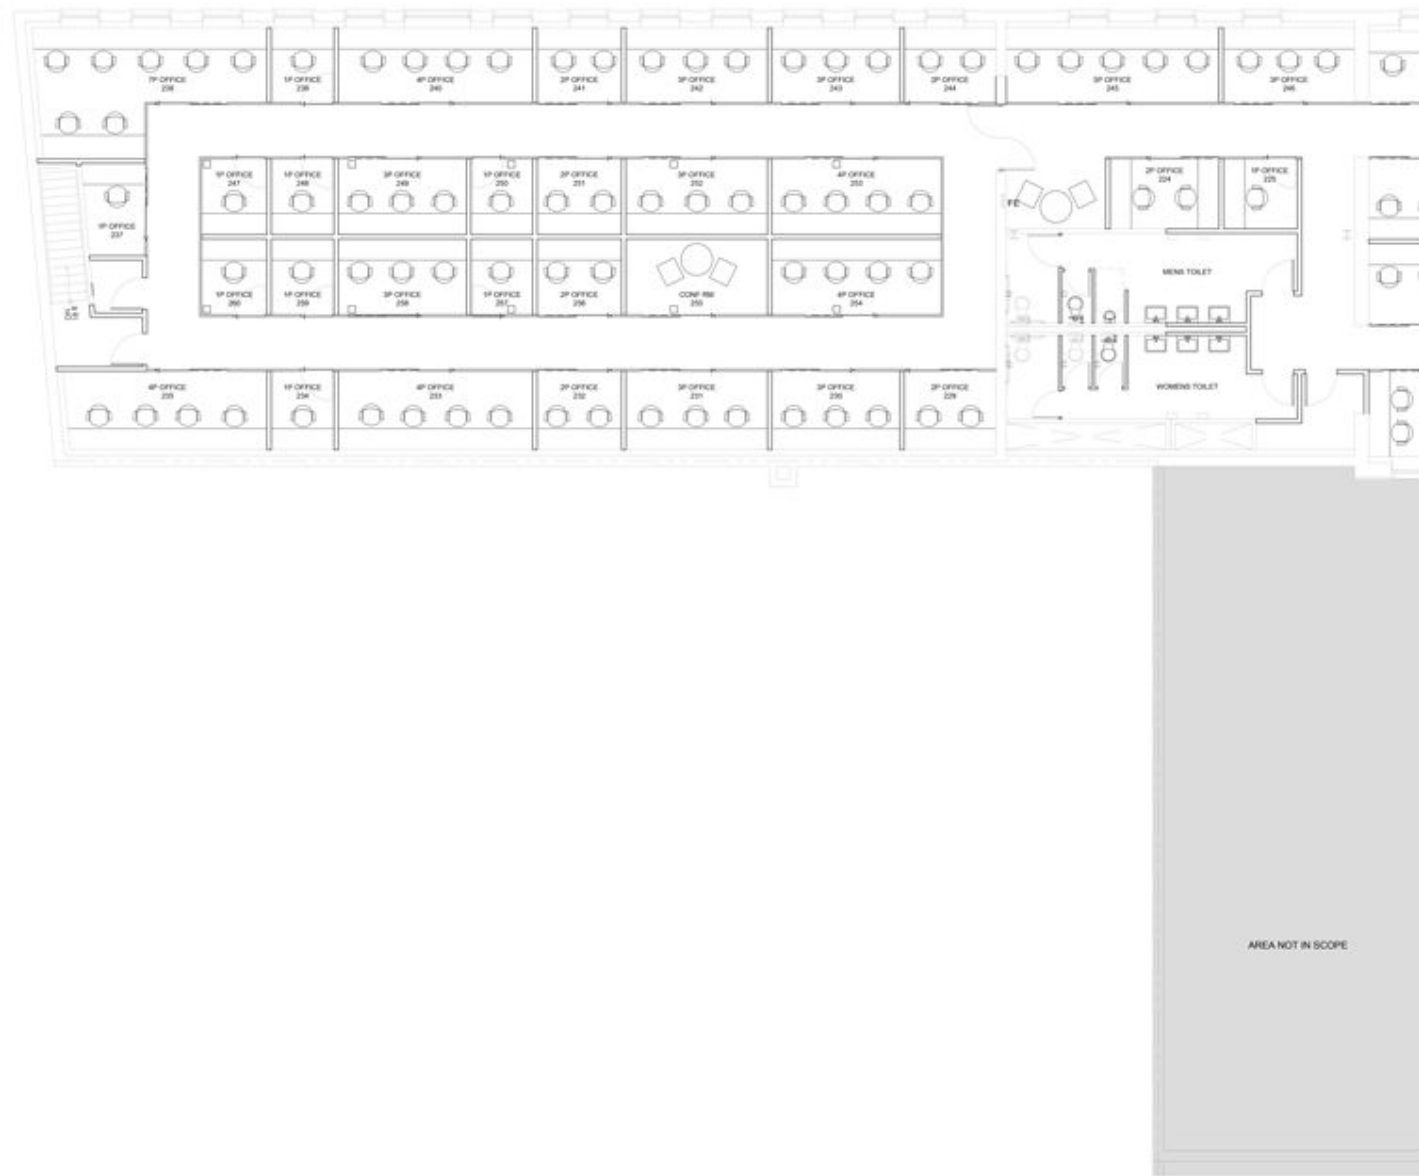 7P OFFICE
238
1P OFFICE
239
4P OFFICE
240
2P OFFICE
241
3P OFFICE
242
3P OFFICE
243
2P OFFICE
244
5P OFFICE
245
3P OFFICE
246
1P OFFICE
247
1P OFFICE
248
3P OFFICE
249
1P OFFICE
250
2P OFFICE
251
3P OFFICE
252
4P OFFICE
253
2P OFFICE
224
1P OFFICE
225
FE
1P OFFICE
237
MENS TOILET
1P OFFICE
260
1P OFFICE
259
3P OFFICE
258
1P OFFICE
257
2P OFFICE
256
CONF RM
255
4P OFFICE
254
4P OFFICE
235
1P OFFICE
234
4P OFFICE
233
2P OFFICE
232
3P OFFICE
231
3P OFFICE
230
2P OFFICE
229
WOMENS TOILET
AREA NOT IN SCOPE